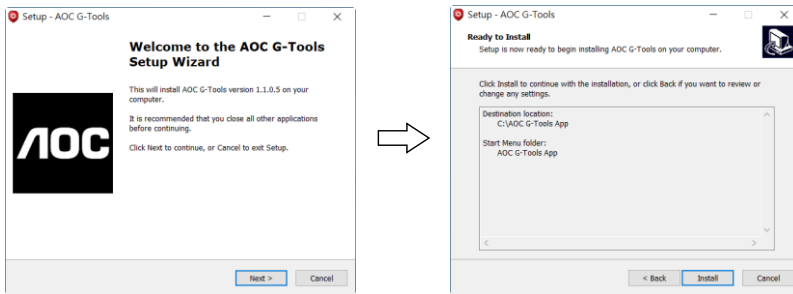 Setup - AOC G-Tools
Welcome to the AOC G-Tools
Setup Wizard
This will install AOC G-Tools version 1.1.0.5 on your
computer.
It is recommended that you close all other applications
before continuing.
Click Next to continue, or Cancel to exit Setup.
AOC
Next >
Cancel
Setup - AOC G-Tools
Ready to Install
Setup is now ready to begin installing AOC G-Tools on your computer.
Click Install to continue with the installation, or click Back if you want to review or
change any settings.
Destination location:
C:\AOC G-Tools App
Start Menu folder:
AOC G-Tools App
< Back
Install
Cancel